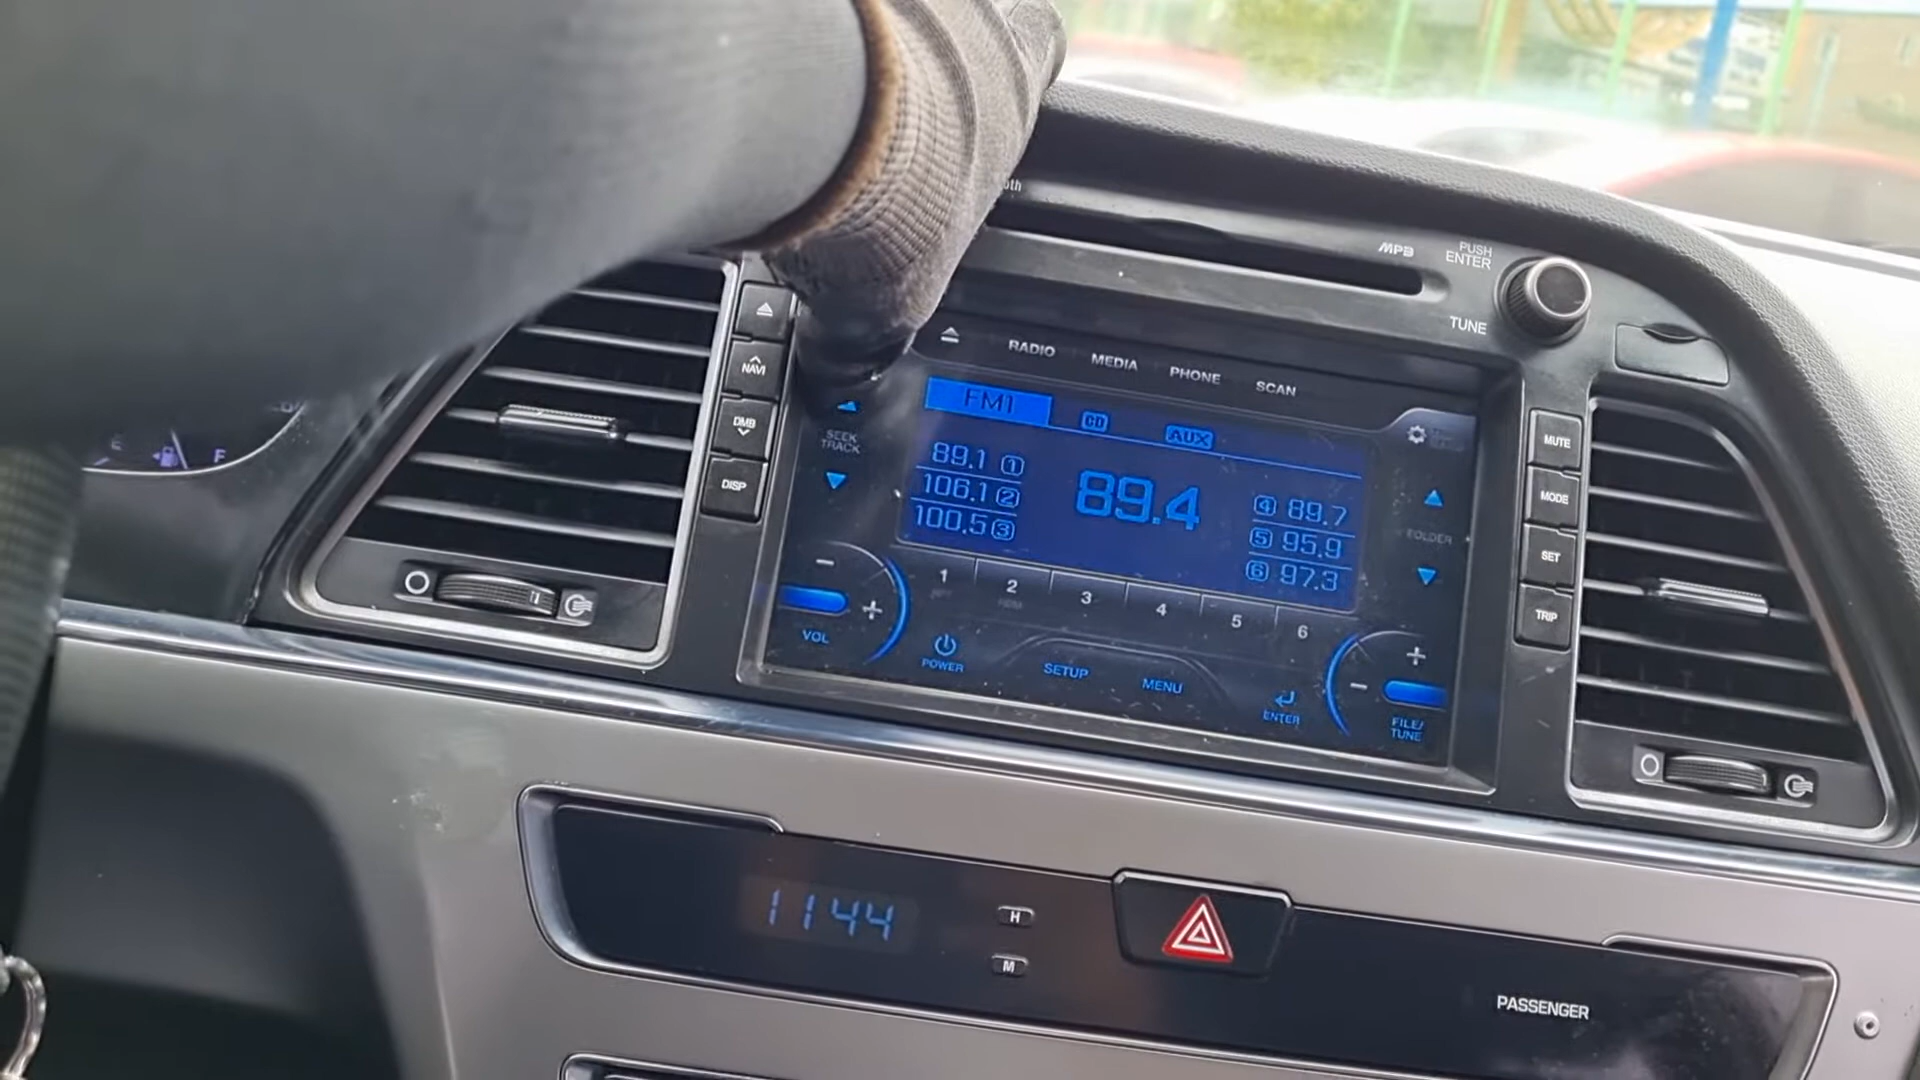 MP3
PUSH
ENTER
TUNE
RADIO
MEDIA
PHONE
SCAN
NAVI
DMB
DISP
SEEK
TRACK
FM1
CD
AUX
89.1 1
106.1 2
100.5 3
89.4
4 89.7
5 95.9
6 97.3
FOLDER
MUTE
MODE
SET
TRIP
1
2
3
4
5
6
VOL
POWER
SETUP
MENU
ENTER
FILE/
TUNE
E
F
1144
H
M
PASSENGER